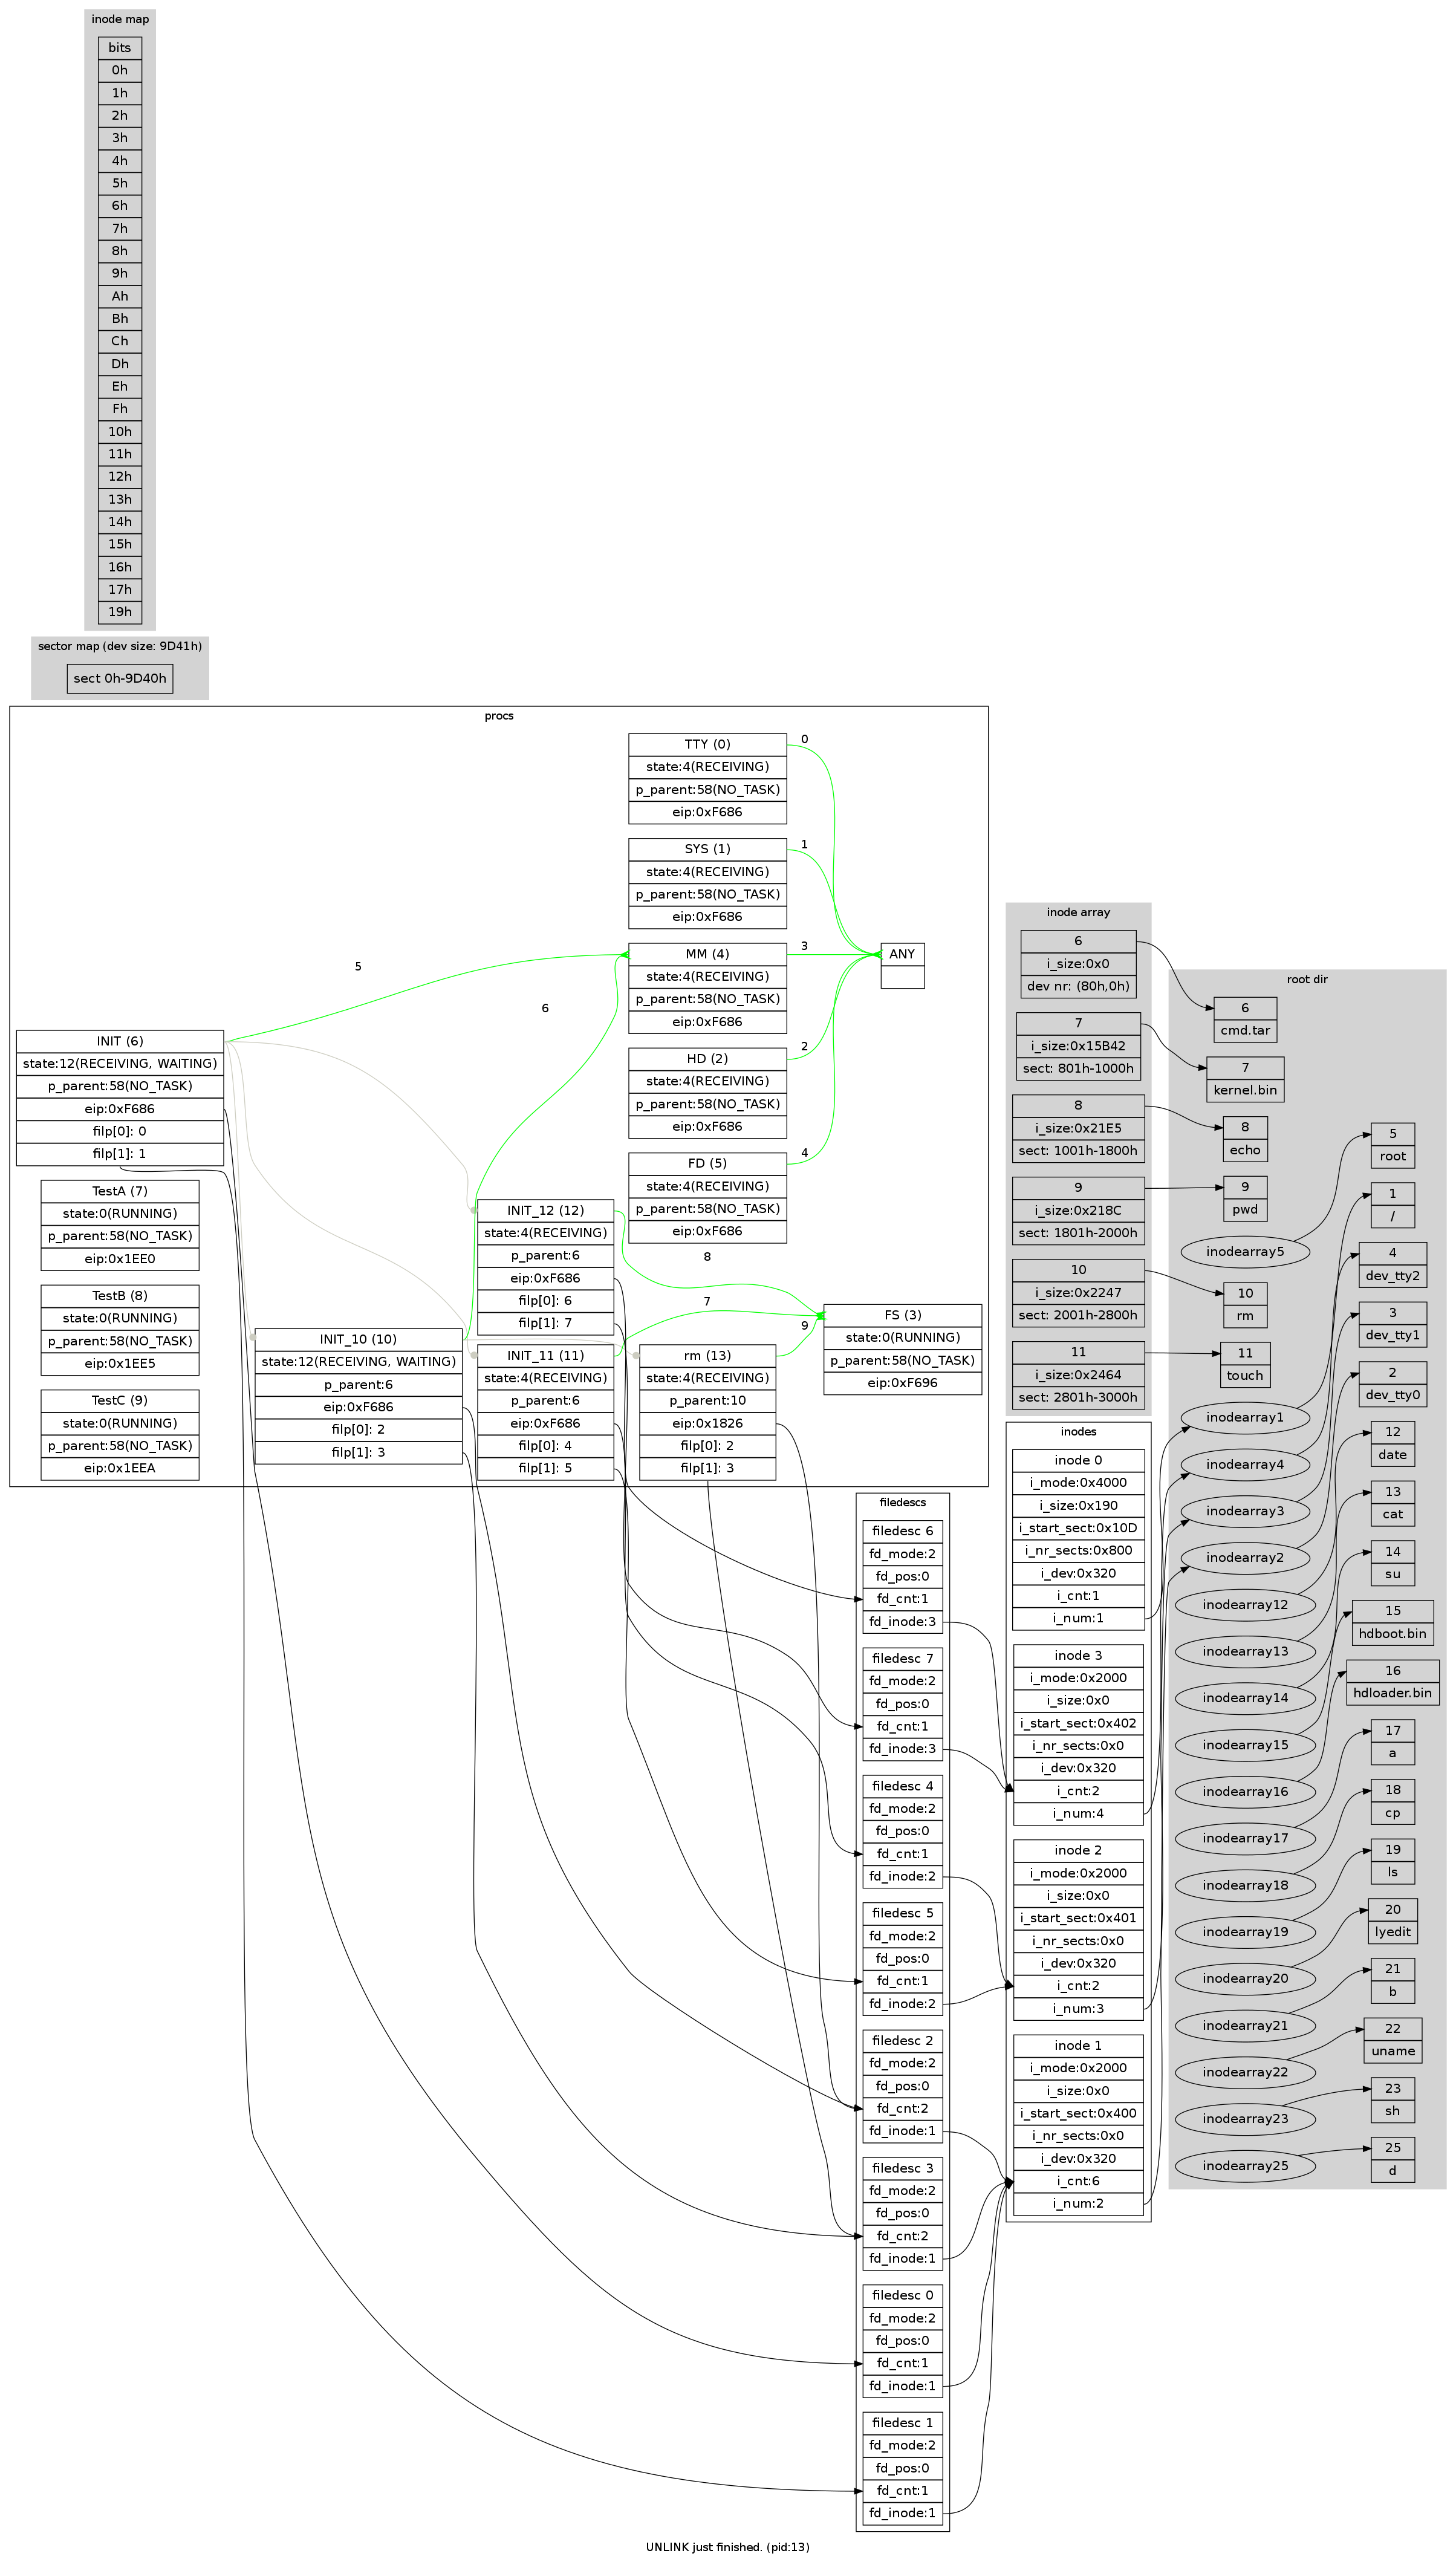 inode map
bits
0h
1h
2h
3h
4h
5h
6h
7h
8h
9h
Ah
Bh
Ch
Dh
Eh
Fh
10h
11h
12h
13h
14h
15h
16h
17h
19h
sector map (dev size: 9D41h)
sect 0h-9D40h
procs
TTY (0)
state:4(RECEIVING)
p_parent:58(NO_TASK)
eip:0xF686
0
SYS (1)
state:4(RECEIVING)
p_parent:58(NO_TASK)
eip:0xF686
1
MM (4)
state:4(RECEIVING)
p_parent:58(NO_TASK)
eip:0xF686
3
ANY
HD (2)
state:4(RECEIVING)
p_parent:58(NO_TASK)
eip:0xF686
2
FD (5)
state:4(RECEIVING)
p_parent:58(NO_TASK)
eip:0xF686
4
5
6
INIT (6)
state:12(RECEIVING, WAITING)
p_parent:58(NO_TASK)
eip:0xF686
filp[0]: 0
filp[1]: 1
TestA (7)
state:0(RUNNING)
p_parent:58(NO_TASK)
eip:0x1EE0
TestB (8)
state:0(RUNNING)
p_parent:58(NO_TASK)
eip:0x1EE5
TestC (9)
state:0(RUNNING)
p_parent:58(NO_TASK)
eip:0x1EEA
INIT_10 (10)
state:12(RECEIVING, WAITING)
p_parent:6
eip:0xF686
filp[0]: 2
filp[1]: 3
INIT_12 (12)
state:4(RECEIVING)
p_parent:6
eip:0xF686
filp[0]: 6
filp[1]: 7
8
INIT_11 (11)
state:4(RECEIVING)
p_parent:6
eip:0xF686
filp[0]: 4
filp[1]: 5
7
rm (13)
state:4(RECEIVING)
p_parent:10
eip:0x1826
filp[0]: 2
filp[1]: 3
9
FS (3)
state:0(RUNNING)
p_parent:58(NO_TASK)
eip:0xF696
filedescs
filedesc 6
fd_mode:2
fd_pos:0
fd_cnt:1
fd_inode:3
filedesc 7
fd_mode:2
fd_pos:0
fd_cnt:1
fd_inode:3
filedesc 4
fd_mode:2
fd_pos:0
fd_cnt:1
fd_inode:2
filedesc 5
fd_mode:2
fd_pos:0
fd_cnt:1
fd_inode:2
filedesc 2
fd_mode:2
fd_pos:0
fd_cnt:2
fd_inode:1
filedesc 3
fd_mode:2
fd_pos:0
fd_cnt:2
fd_inode:1
filedesc 0
fd_mode:2
fd_pos:0
fd_cnt:1
fd_inode:1
filedesc 1
fd_mode:2
fd_pos:0
fd_cnt:1
fd_inode:1
inode array
6
i_size:0x0
dev nr: (80h,0h)
7
i_size:0x15B42
sect: 801h-1000h
8
i_size:0x21E5
sect: 1001h-1800h
9
i_size:0x218C
sect: 1801h-2000h
10
i_size:0x2247
sect: 2001h-2800h
11
i_size:0x2464
sect: 2801h-3000h
inodes
inode 0
i_mode:0x4000
i_size:0x190
i_start_sect:0x10D
i_nr_sects:0x800
i_dev:0x320
i_cnt:1
i_num:1
inode 3
i_mode:0x2000
i_size:0x0
i_start_sect:0x402
i_nr_sects:0x0
i_dev:0x320
i_cnt:2
i_num:4
inode 2
i_mode:0x2000
i_size:0x0
i_start_sect:0x401
i_nr_sects:0x0
i_dev:0x320
i_cnt:2
i_num:3
inode 1
i_mode:0x2000
i_size:0x0
i_start_sect:0x400
i_nr_sects:0x0
i_dev:0x320
i_cnt:6
i_num:2
root dir
6
cmd.tar
7
kernel.bin
8
echo
9
pwd
10
rm
11
touch
inodearray5
inodearray1
inodearray4
inodearray3
inodearray2
inodearray12
inodearray13
inodearray14
inodearray15
inodearray16
inodearray17
inodearray18
inodearray19
inodearray20
inodearray21
inodearray22
inodearray23
inodearray25
5
root
1
/
4
dev_tty2
3
dev_tty1
2
dev_tty0
12
date
13
cat
14
su
15
hdboot.bin
16
hdloader.bin
17
a
18
cp
19
ls
20
lyedit
21
b
22
uname
23
sh
25
d
UNLINK just finished. (pid:13)